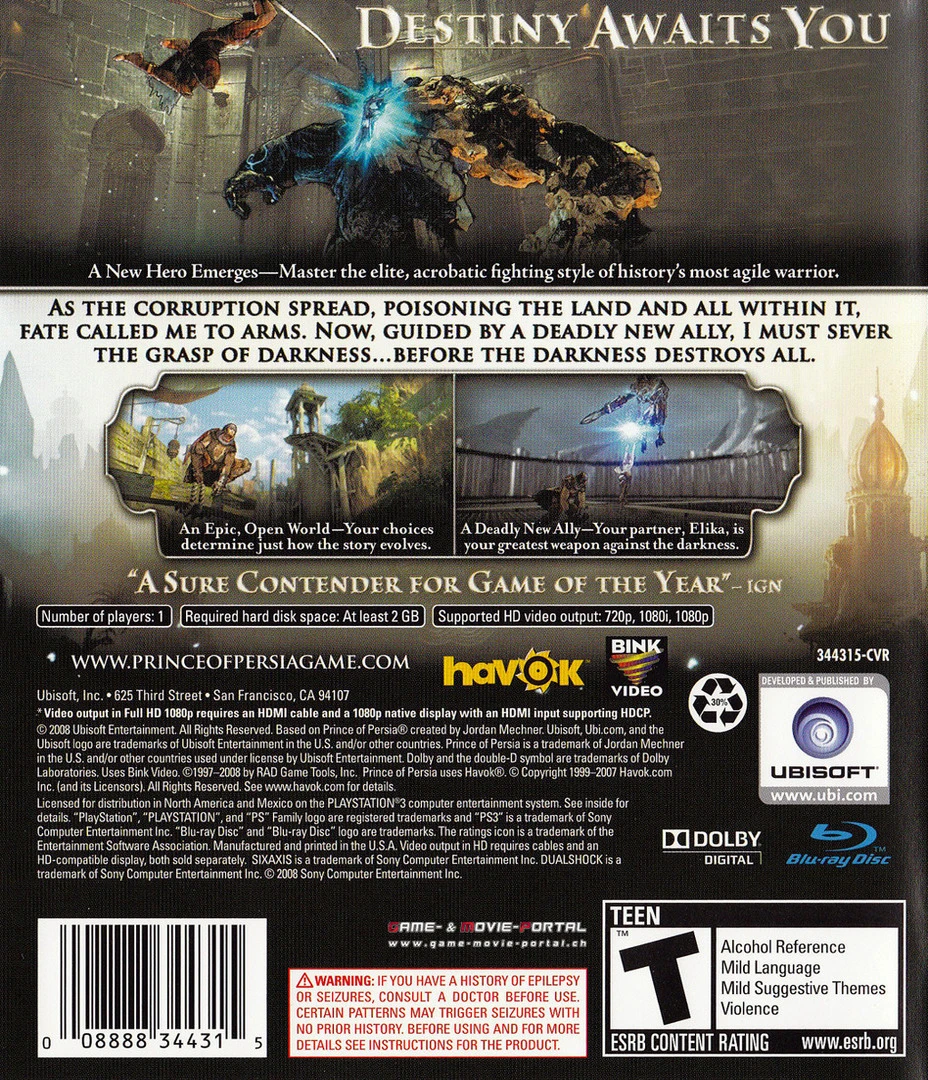 DESTINY AWAITS YOU
A New Hero Emerges—Master the elite, acrobatic fighting style of history's most agile warrior.
AS THE CORRUPTION SPREAD, POISONING THE LAND AND ALL WITHIN IT,
FATE CALLED ME TO ARMS. NOW, GUIDED BY A DEADLY NEW ALLY, I MUST SEVER
THE GRASP OF DARKNESS...BEFORE THE DARKNESS DESTROYS ALL.
An Epic, Open World—Your choices
determine just how the story evolves.
A Deadly New Ally—Your partner, Elika, is
your greatest weapon against the darkness.
"A SURE CONTENDER FOR GAME OF THE YEAR" – IGN
Number of players: 1
Required hard disk space: At least 2 GB
Supported HD video output: 720p, 1080i, 1080p
WWW.PRINCEOFPERSIAGAME.COM
havok™
BINK
VIDEO
344315-CVR
30%
DEVELOPED & PUBLISHED BY
UBISOFT®
www.ubi.com
Ubisoft, Inc. • 625 Third Street • San Francisco, CA 94107
*Video output in Full HD 1080p requires an HDMI cable and a 1080p native display with an HDMI input supporting HDCP.
© 2008 Ubisoft Entertainment. All Rights Reserved. Based on Prince of Persia® created by Jordan Mechner. Ubisoft, Ubi.com, and the
Ubisoft logo are trademarks of Ubisoft Entertainment in the U.S. and/or other countries. Prince of Persia is a trademark of Jordan Mechner
in the U.S. and/or other countries used under license by Ubisoft Entertainment. Dolby and the double-D symbol are trademarks of Dolby
Laboratories. Uses Bink Video. ©1997–2008 by RAD Game Tools, Inc. Prince of Persia uses Havok®. © Copyright 1999–2007 Havok.com
Inc. (and its Licensors). All Rights Reserved. See www.havok.com for details.
Licensed for distribution in North America and Mexico on the PLAYSTATION®3 computer entertainment system. See inside for
details. "PlayStation", "PLAYSTATION", and "PS" Family logo are registered trademarks and "PS3" is a trademark of Sony
Computer Entertainment Inc. "Blu-ray Disc" and "Blu-ray Disc" logo are trademarks. The ratings icon is a trademark of the
Entertainment Software Association. Manufactured and printed in the U.S.A. Video output in HD requires cables and an
HD-compatible display, both sold separately. SIXAXIS is a trademark of Sony Computer Entertainment Inc. DUALSHOCK is a
trademark of Sony Computer Entertainment Inc. © 2008 Sony Computer Entertainment Inc.
DOLBY®
DIGITAL
Blu-ray Disc™
GAME- & MOVIE-PORTAL
www.game-movie-portal.ch
0 08888 34431 5
WARNING: IF YOU HAVE A HISTORY OF EPILEPSY
OR SEIZURES, CONSULT A DOCTOR BEFORE USE.
CERTAIN PATTERNS MAY TRIGGER SEIZURES WITH
NO PRIOR HISTORY. BEFORE USING AND FOR MORE
DETAILS SEE INSTRUCTIONS FOR THE PRODUCT.
TEEN
T™
Alcohol Reference
Mild Language
Mild Suggestive Themes
Violence
ESRB CONTENT RATING www.esrb.org